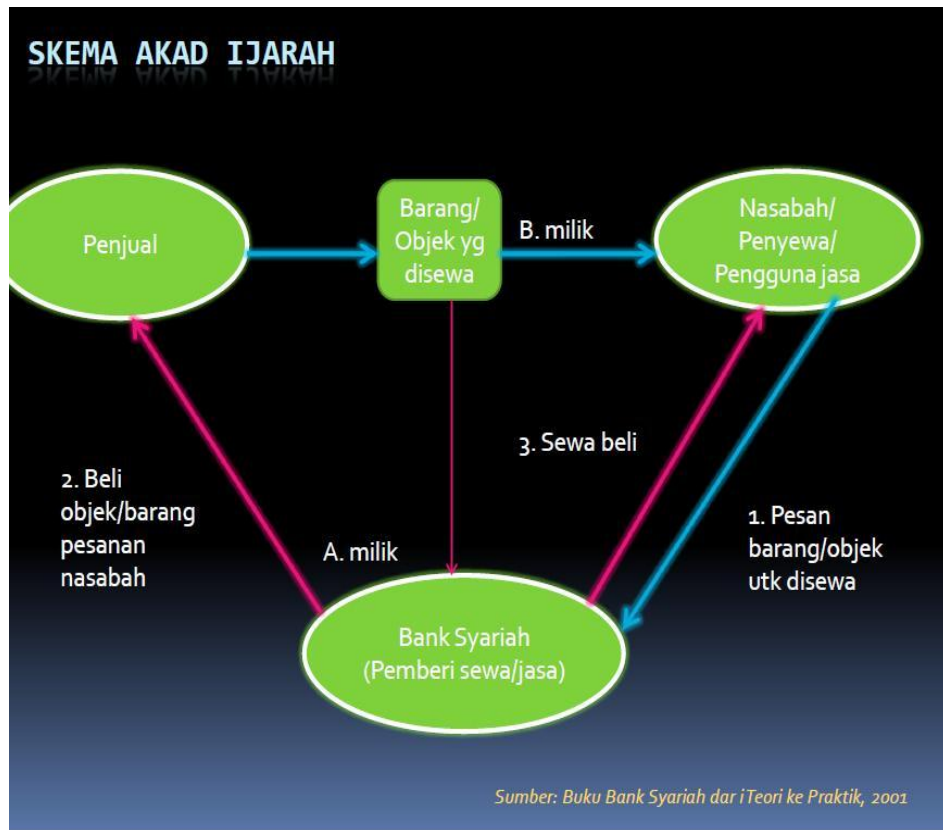 SKEMA AKAD IJARAH
Penjual
Barang/
Objek yg
disewa
B. milik
Nasabah/
Penyewa/
Pengguna jasa
3. Sewa beli
2. Beli
objek/barang
pesanan
nasabah
1. Pesan
barang/objek
utk disewa
A. milik
Bank Syariah
(Pemberi sewa/jasa)
Sumber: Buku Bank Syariah dar iTeori ke Praktik, 2001